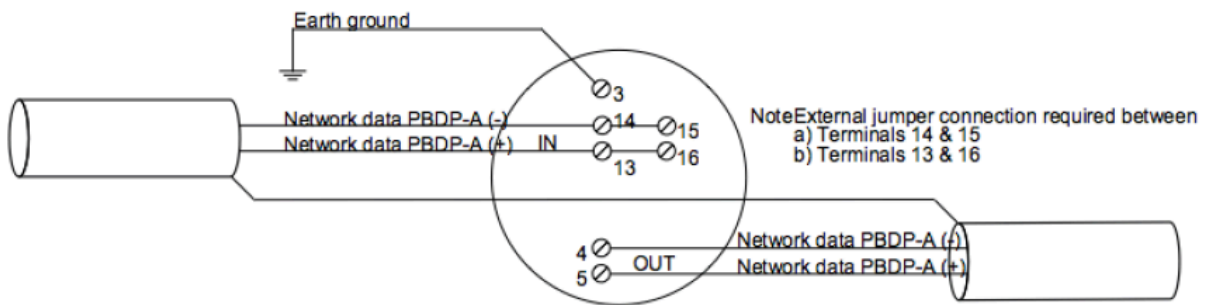 Earth ground
3
Network data PBDP-A (-)
14
15
NoteExternal jumper connection required between
a) Terminals 14 & 15
b) Terminals 13 & 16
Network data PBDP-A (+)
IN
13
16
4
OUT
Network data PBDP-A (-)
5
Network data PBDP-A (+)